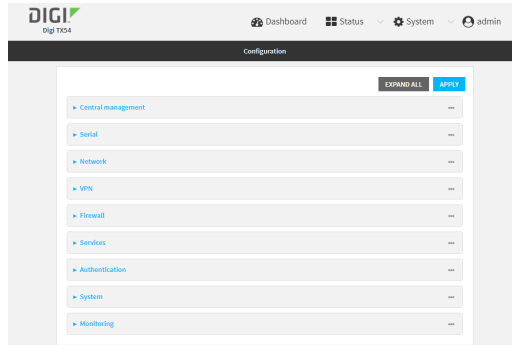 DIGI
Digi TX54
Dashboard Status System admin
Configuration
EXPAND ALL APPLY
Central management ...
Serial ...
Network ...
VPN ...
Firewall ...
Services ...
Authentication ...
System ...
Monitoring ...